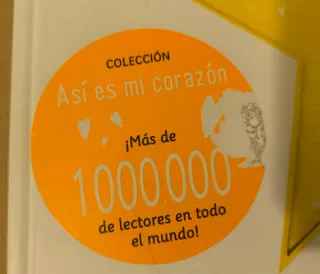 COLECCIÓN
Así es mi corazón
¡Más de
1.000.000
de lectores en todo
el mundo!